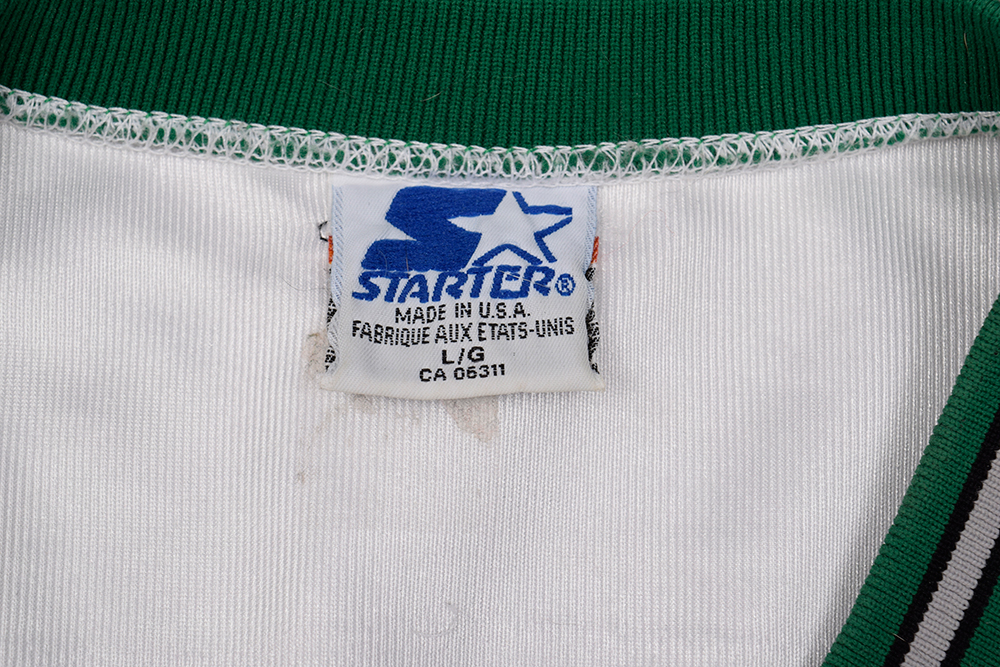 STARTER®
MADE IN U.S.A.
FABRIQUE AUX ETATS-UNIS
L/G
CA 06311